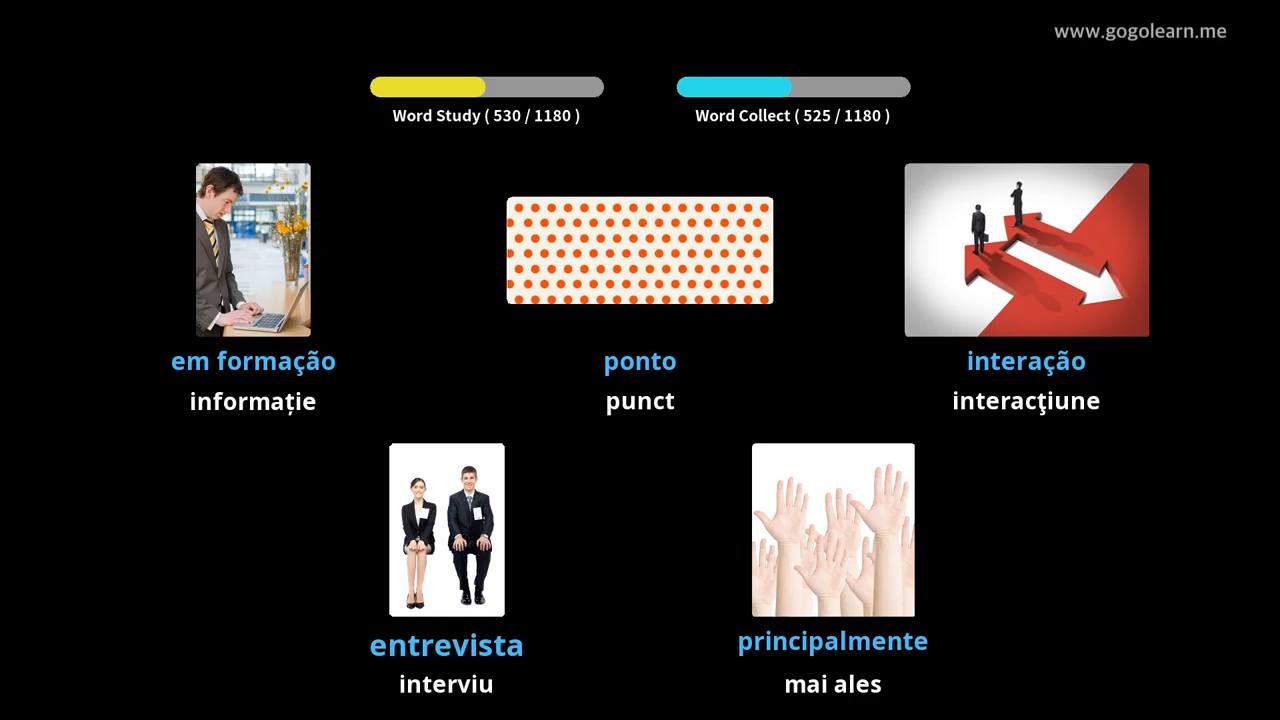 www.gogolearn.me
Word Study ( 530 / 1180 )
Word Collect ( 525 / 1180 )
em formação
informație
ponto
punct
interação
interacţiune
entrevista
interviu
principalmente
mai ales